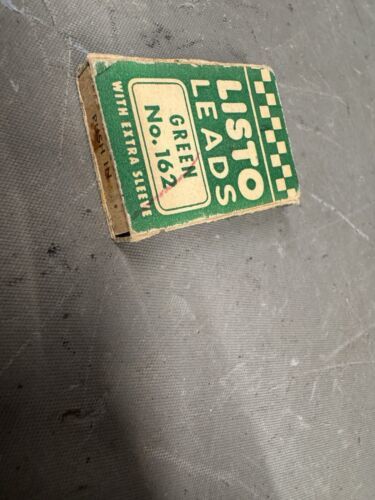 LISTO
LEADS
GREEN
No. 162
WITH EXTRA SLEEVE